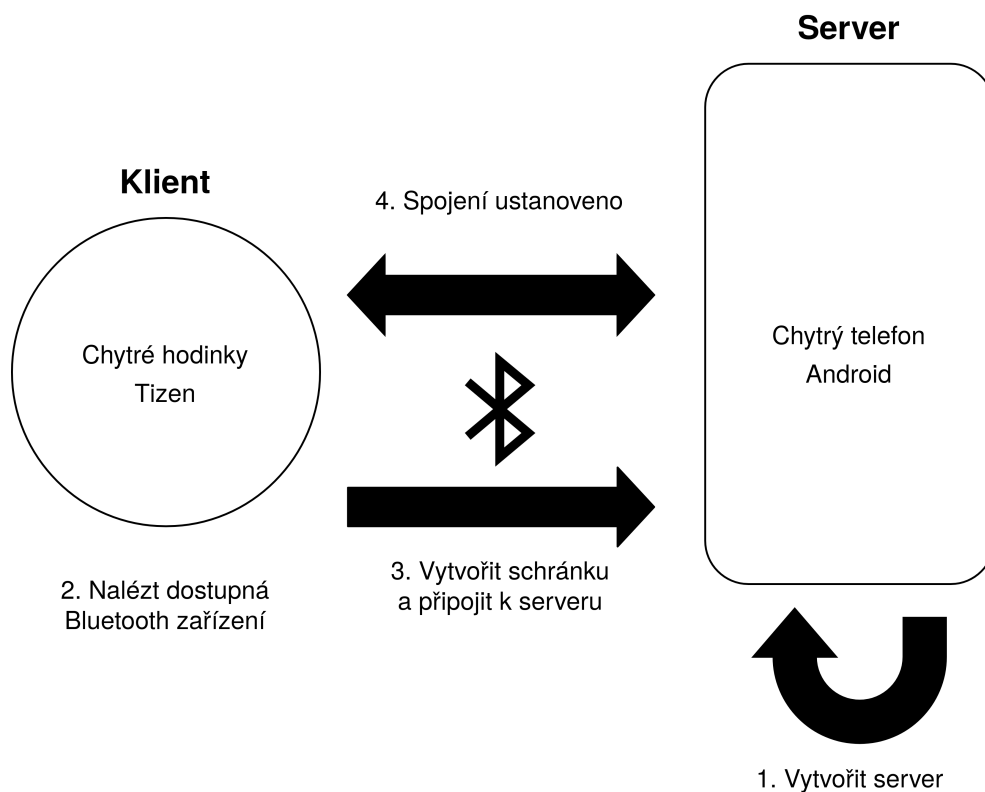 Server
Klient
4. Spojení ustanoveno
Chytré hodinky
Tizen
Chytrý telefon
Android
2. Nalézt dostupná
Bluetooth zařízení
3. Vytvořit schránku
a připojit k serveru
1. Vytvořit server